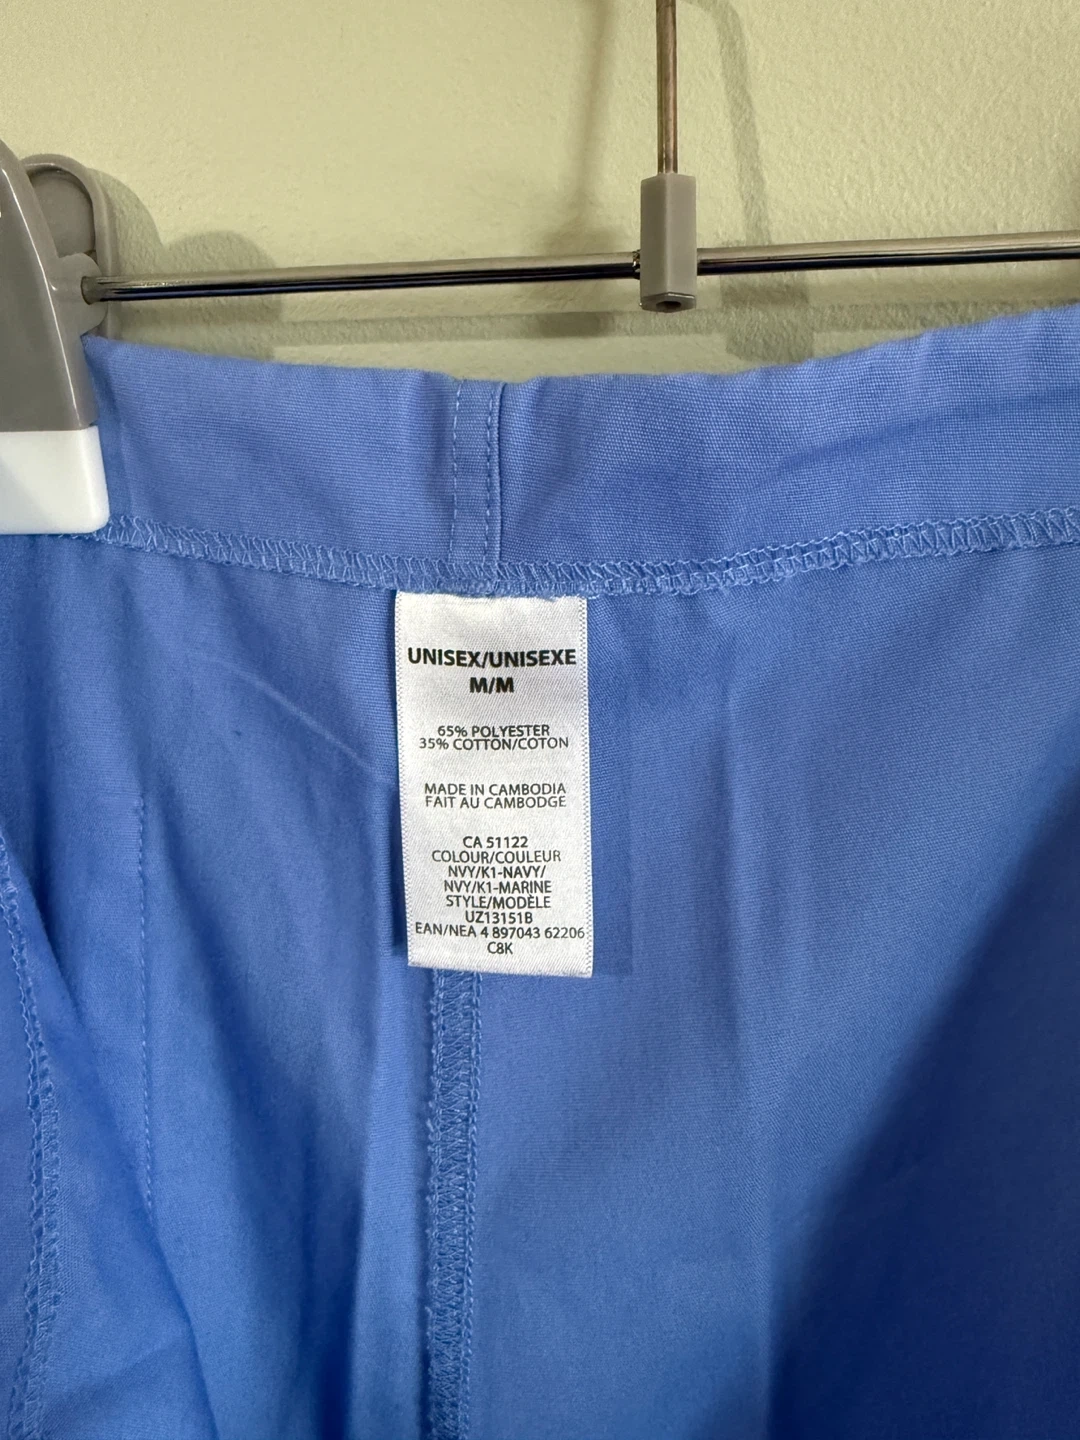 UNISEX/UNISEXE
M/M
65% POLYESTER
35% COTTON/COTON
MADE IN CAMBODIA
FAIT AU CAMBODGE
CA 51122
COLOUR/COULEUR
NVY/K1-NAVY/
NVY/K1-MARINE
STYLE/MODÈLE
UZ13151B
EAN/NEA 4 897043 62206
C8K